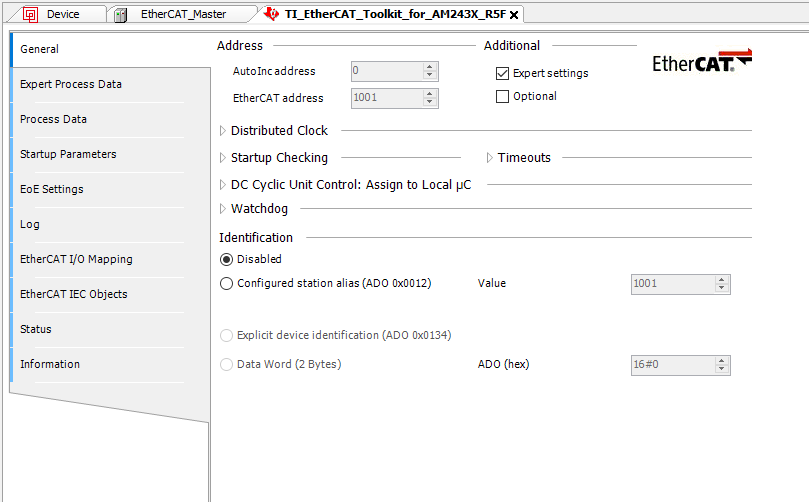 Device EtherCAT_Master TI_EtherCAT_Toolkit_for_AM243X_R5F
General
Expert Process Data
Process Data
Startup Parameters
EoE Settings
Log
EtherCAT I/O Mapping
EtherCAT IEC Objects
Status
Information
Address Additional
AutoInc address 0 Expert settings
EtherCAT address 1001 Optional
EtherCAT
Distributed Clock
Startup Checking Timeouts
DC Cyclic Unit Control: Assign to Local µC
Watchdog
Identification
Disabled
Configured station alias (ADO 0x0012) Value 1001
Explicit device identification (ADO 0x0134)
Data Word (2 Bytes) ADO (hex) 16#0